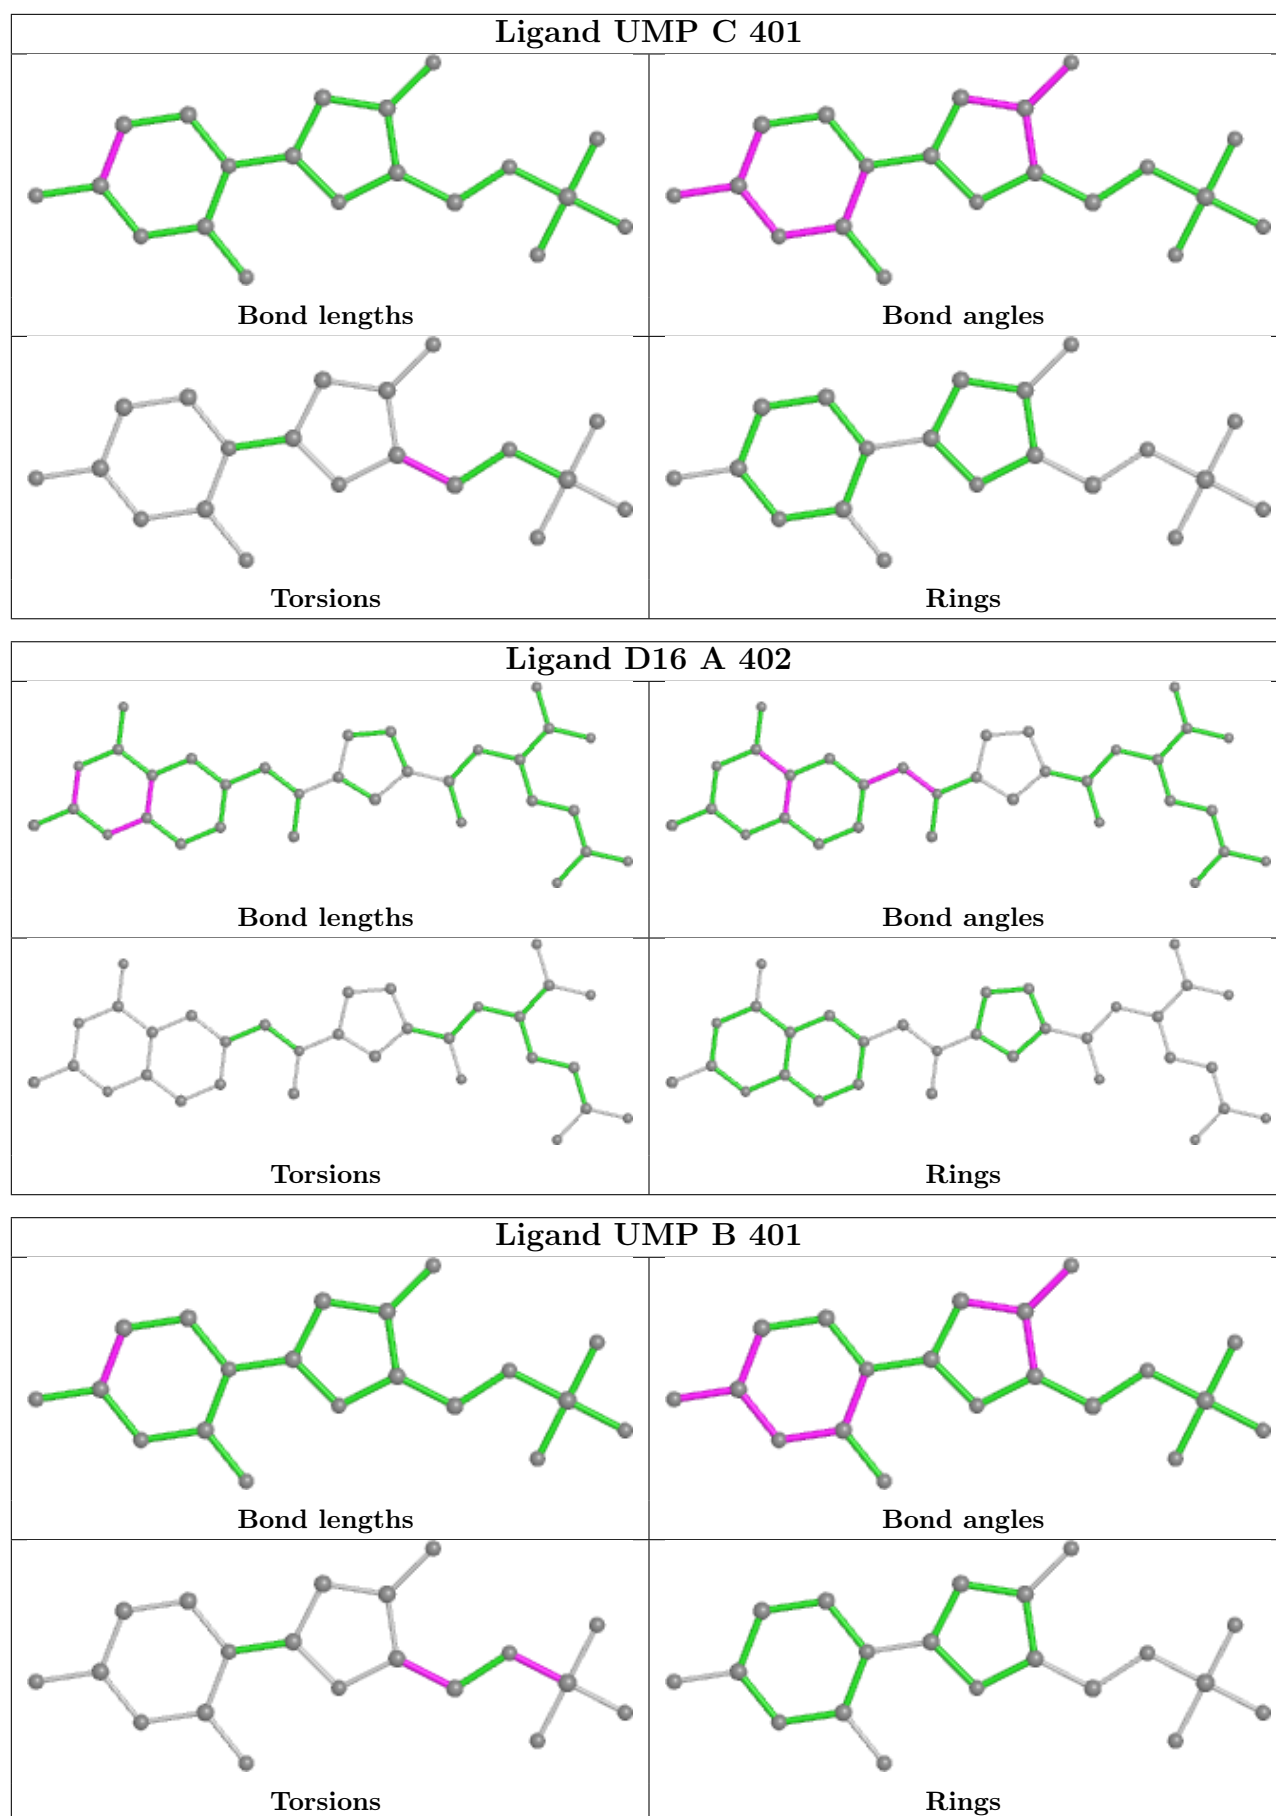 Ligand UMP C 401
Bond lengths
Bond angles
Torsions
Rings
Ligand D16 A 402
Bond lengths
Bond angles
Torsions
Rings
Ligand UMP B 401
Bond lengths
Bond angles
Torsions
Rings